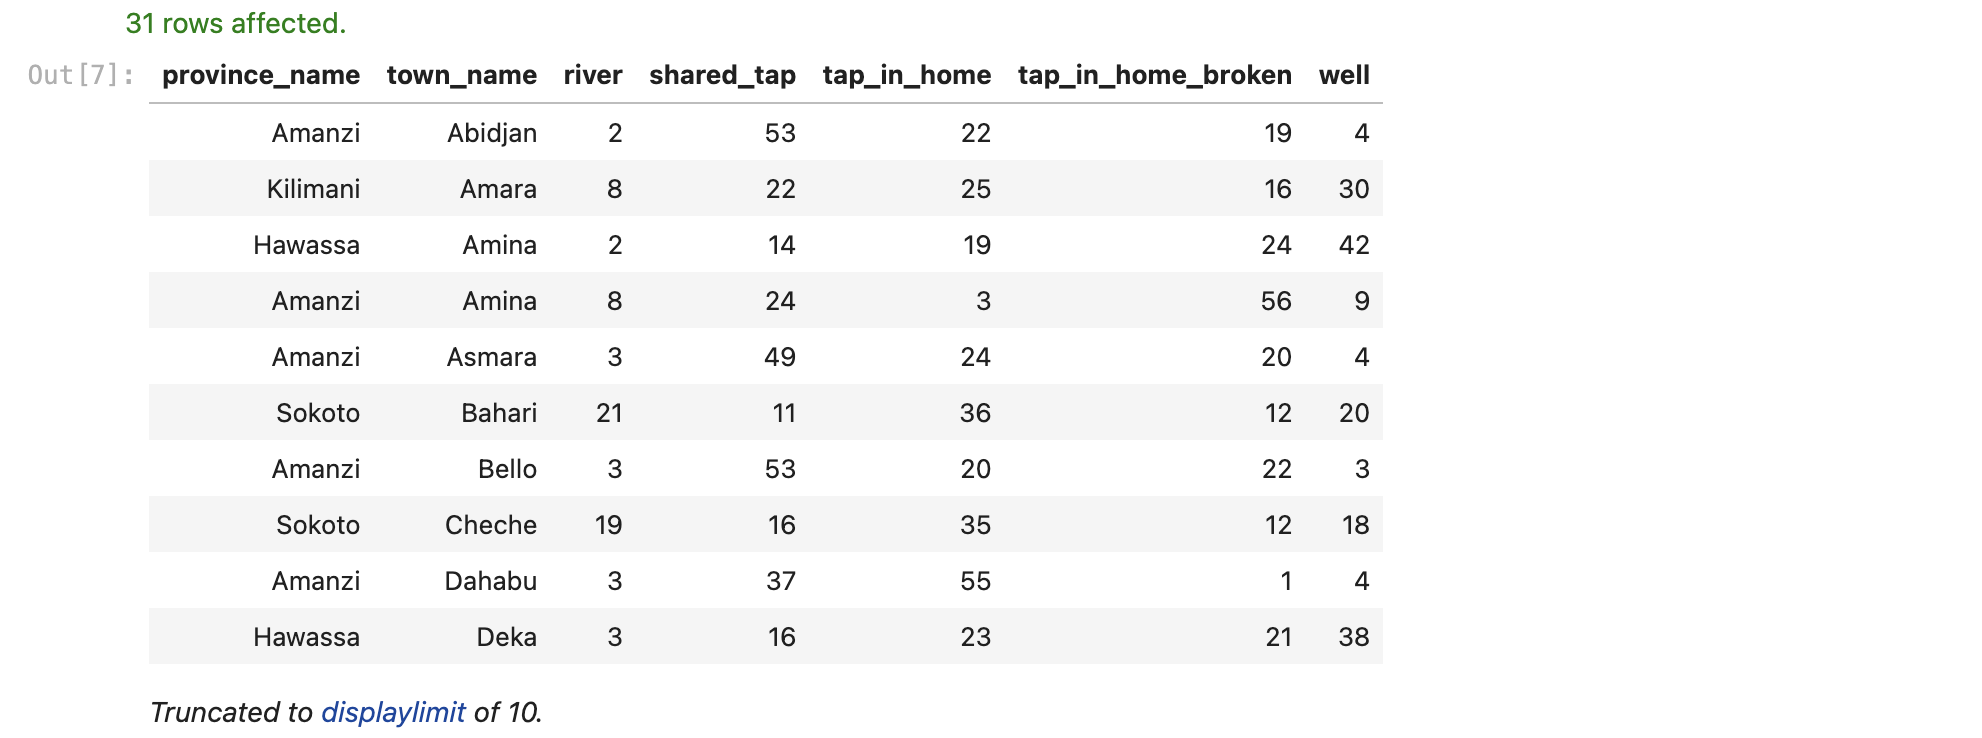 31 rows affected.
Out[7]: province_name town_name river shared_tap tap_in_home tap_in_home_broken well
Amanzi Abidjan 2 53 22 19 4
Kilimani Amara 8 22 25 16 30
Hawassa Amina 2 14 19 24 42
Amanzi Amina 8 24 3 56 9
Amanzi Asmara 3 49 24 20 4
Sokoto Bahari 21 11 36 12 20
Amanzi Bello 3 53 20 22 3
Sokoto Cheche 19 16 35 12 18
Amanzi Dahabu 3 37 55 1 4
Hawassa Deka 3 16 23 21 38
Truncated to displaylimit of 10.